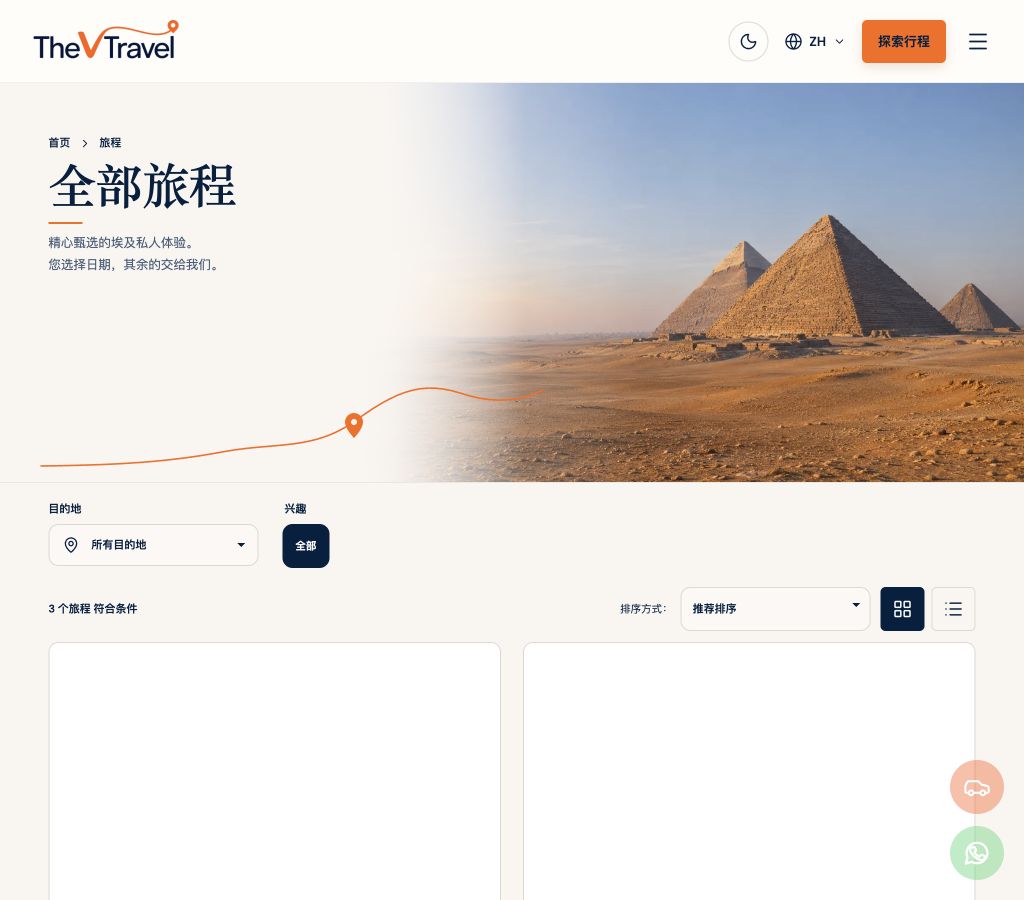 TheVTravel
ZH
探索行程
首页 > 旅程
全部旅程
精心甄选的埃及私人体验。
您选择日期，其余的交给我们。
目的地
兴趣
所有目的地
全部
3 个旅程 符合条件
排序方式：
推荐排序